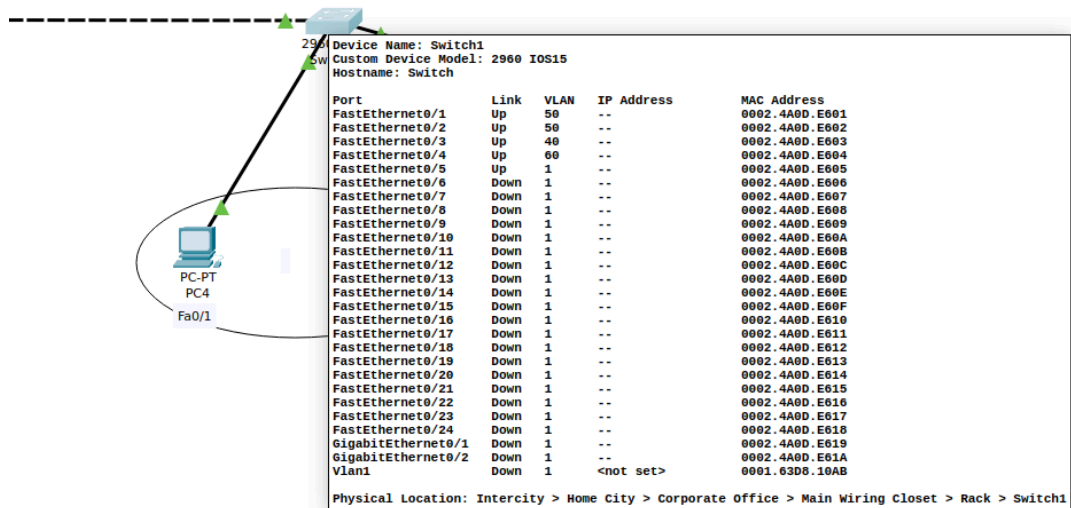 296
Sw
PC-PT
PC4
Fa0/1
Device Name: Switch1
Custom Device Model: 2960 IOS15
Hostname: Switch
Port Link VLAN IP Address MAC Address
FastEthernet0/1 Up 50 -- 0002.4A0D.E601
FastEthernet0/2 Up 50 -- 0002.4A0D.E602
FastEthernet0/3 Up 40 -- 0002.4A0D.E603
FastEthernet0/4 Up 60 -- 0002.4A0D.E604
FastEthernet0/5 Up 1 -- 0002.4A0D.E605
FastEthernet0/6 Down 1 -- 0002.4A0D.E606
FastEthernet0/7 Down 1 -- 0002.4A0D.E607
FastEthernet0/8 Down 1 -- 0002.4A0D.E608
FastEthernet0/9 Down 1 -- 0002.4A0D.E609
FastEthernet0/10 Down 1 -- 0002.4A0D.E60A
FastEthernet0/11 Down 1 -- 0002.4A0D.E60B
FastEthernet0/12 Down 1 -- 0002.4A0D.E60C
FastEthernet0/13 Down 1 -- 0002.4A0D.E60D
FastEthernet0/14 Down 1 -- 0002.4A0D.E60E
FastEthernet0/15 Down 1 -- 0002.4A0D.E60F
FastEthernet0/16 Down 1 -- 0002.4A0D.E610
FastEthernet0/17 Down 1 -- 0002.4A0D.E611
FastEthernet0/18 Down 1 -- 0002.4A0D.E612
FastEthernet0/19 Down 1 -- 0002.4A0D.E613
FastEthernet0/20 Down 1 -- 0002.4A0D.E614
FastEthernet0/21 Down 1 -- 0002.4A0D.E615
FastEthernet0/22 Down 1 -- 0002.4A0D.E616
FastEthernet0/23 Down 1 -- 0002.4A0D.E617
FastEthernet0/24 Down 1 -- 0002.4A0D.E618
GigabitEthernet0/1 Down 1 -- 0002.4A0D.E619
GigabitEthernet0/2 Down 1 -- 0002.4A0D.E61A
Vlan1 Down 1 <not set> 0001.63D8.10AB
Physical Location: Intercity > Home City > Corporate Office > Main Wiring Closet > Rack > Switch1